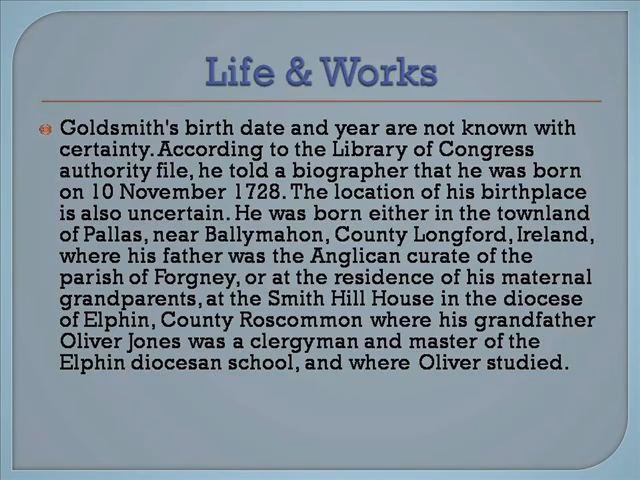 Life & Works
Goldsmith's birth date and year are not known with
certainty. According to the Library of Congress
authority file, he told a biographer that he was born
on 10 November 1728. The location of his birthplace
is also uncertain. He was born either in the townland
of Pallas, near Ballymahon, County Longford, Ireland,
where his father was the Anglican curate of the
parish of Forgney, or at the residence of his maternal
grandparents, at the Smith Hill House in the diocese
of Elphin, County Roscommon where his grandfather
Oliver Jones was a clergyman and master of the
Elphin diocesan school, and where Oliver studied.